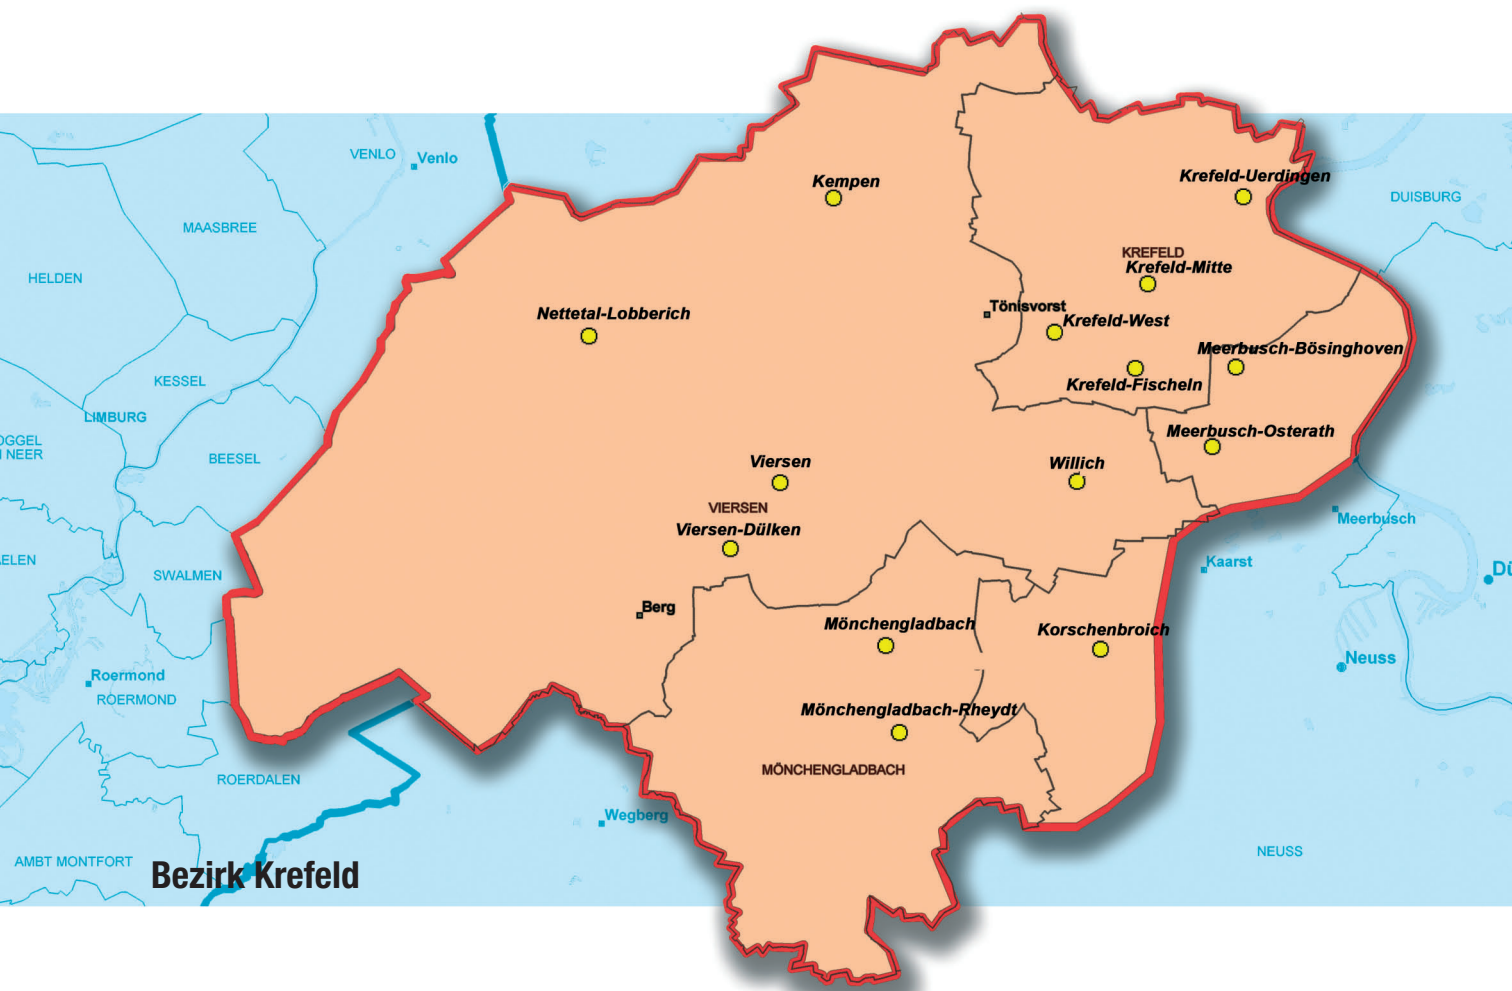 VENLO
Venlo
Kempen
Krefeld-Uerdingen
DUISBURG
MAASBREE
KREFELD
Krefeld-Mitte
HELDEN
Tönisvorst
Nettetal-Lobberich
Krefeld-West
Meerbusch-Bösinghoven
KESSEL
Krefeld-Fischeln
LIMBURG
Meerbusch-Osterath
OGGEL
N NEER
BEESEL
Viersen
Willich
VIERSEN
Meerbusch
Viersen-Dülken
ELEN
Kaarst
Dü
SWALMEN
Berg
Mönchengladbach
Korschenbroich
Neuss
Roermond
ROERMOND
Mönchengladbach-Rheydt
MÖNCHENGLADBACH
ROERDALEN
Wegberg
NEUSS
AMBT MONTFORT
Bezirk Krefeld